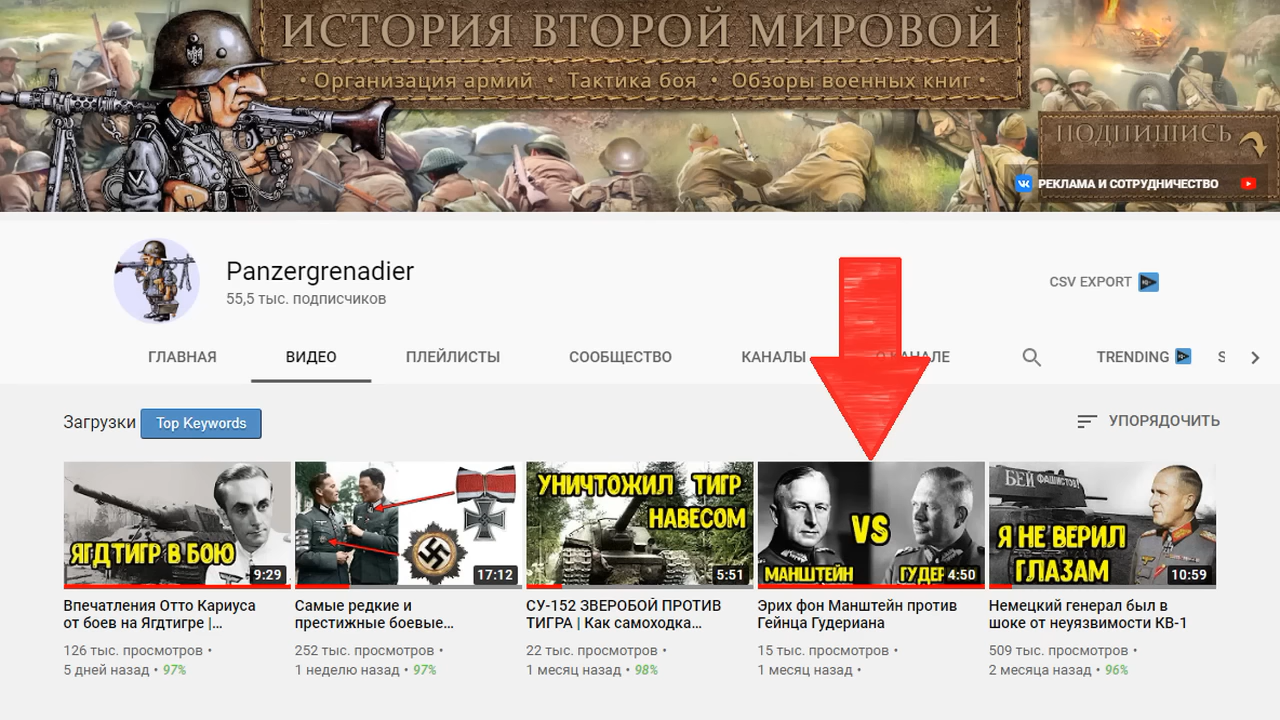 ИСТОРИЯ ВТОРОЙ МИРОВОЙ
• Организация армий • Тактика боя • Обзоры военных книг •
ПОДПИШИСЬ
РЕКЛАМА И СОТРУДНИЧЕСТВО
Panzergrenadier
55,5 тыс. подписчиков
CSV EXPORT
ГЛАВНАЯ ВИДЕО ПЛЕЙЛИСТЫ СООБЩЕСТВО КАНАЛЫ О КАНАЛЕ TRENDING S
Загрузки Top Keywords УПОРЯДОЧИТЬ
ЯГДТИГР В БОЮ
9:29
17:12
УНИЧТОЖИЛ ТИГР
НАВЕСОМ
5:51
VS
МАНШТЕЙН ГУДЕР
4:50
БЕЙ ФАШИСТОВ
Я НЕ ВЕРИЛ
ГЛАЗАМ
10:59
Впечатления Отто Кариуса
от боев на Ягдтигре |...
126 тыс. просмотров •
5 дней назад • 97%
Самые редкие и
престижные боевые...
252 тыс. просмотров •
1 неделю назад • 97%
СУ-152 ЗВЕРОБОЙ ПРОТИВ
ТИГРА | Как самоходка...
22 тыс. просмотров •
1 месяц назад • 98%
Эрих фон Манштейн против
Гейнца Гудериана
15 тыс. просмотров •
1 месяц назад •
Немецкий генерал был в
шоке от неуязвимости КВ-1
509 тыс. просмотров •
2 месяца назад • 96%